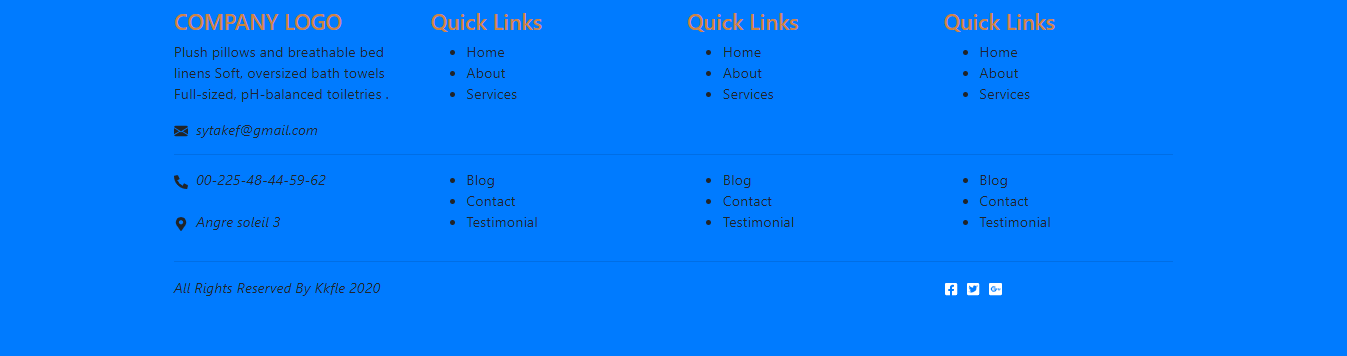 COMPANY LOGO
Plush pillows and breathable bed
linens Soft, oversized bath towels
Full-sized, pH-balanced toiletries .
sytakef@gmail.com
Quick Links
Home
About
Services
Quick Links
Home
About
Services
Quick Links
Home
About
Services
00-225-48-44-59-62
Angre soleil 3
Blog
Contact
Testimonial
Blog
Contact
Testimonial
Blog
Contact
Testimonial
All Rights Reserved By Kkfle 2020